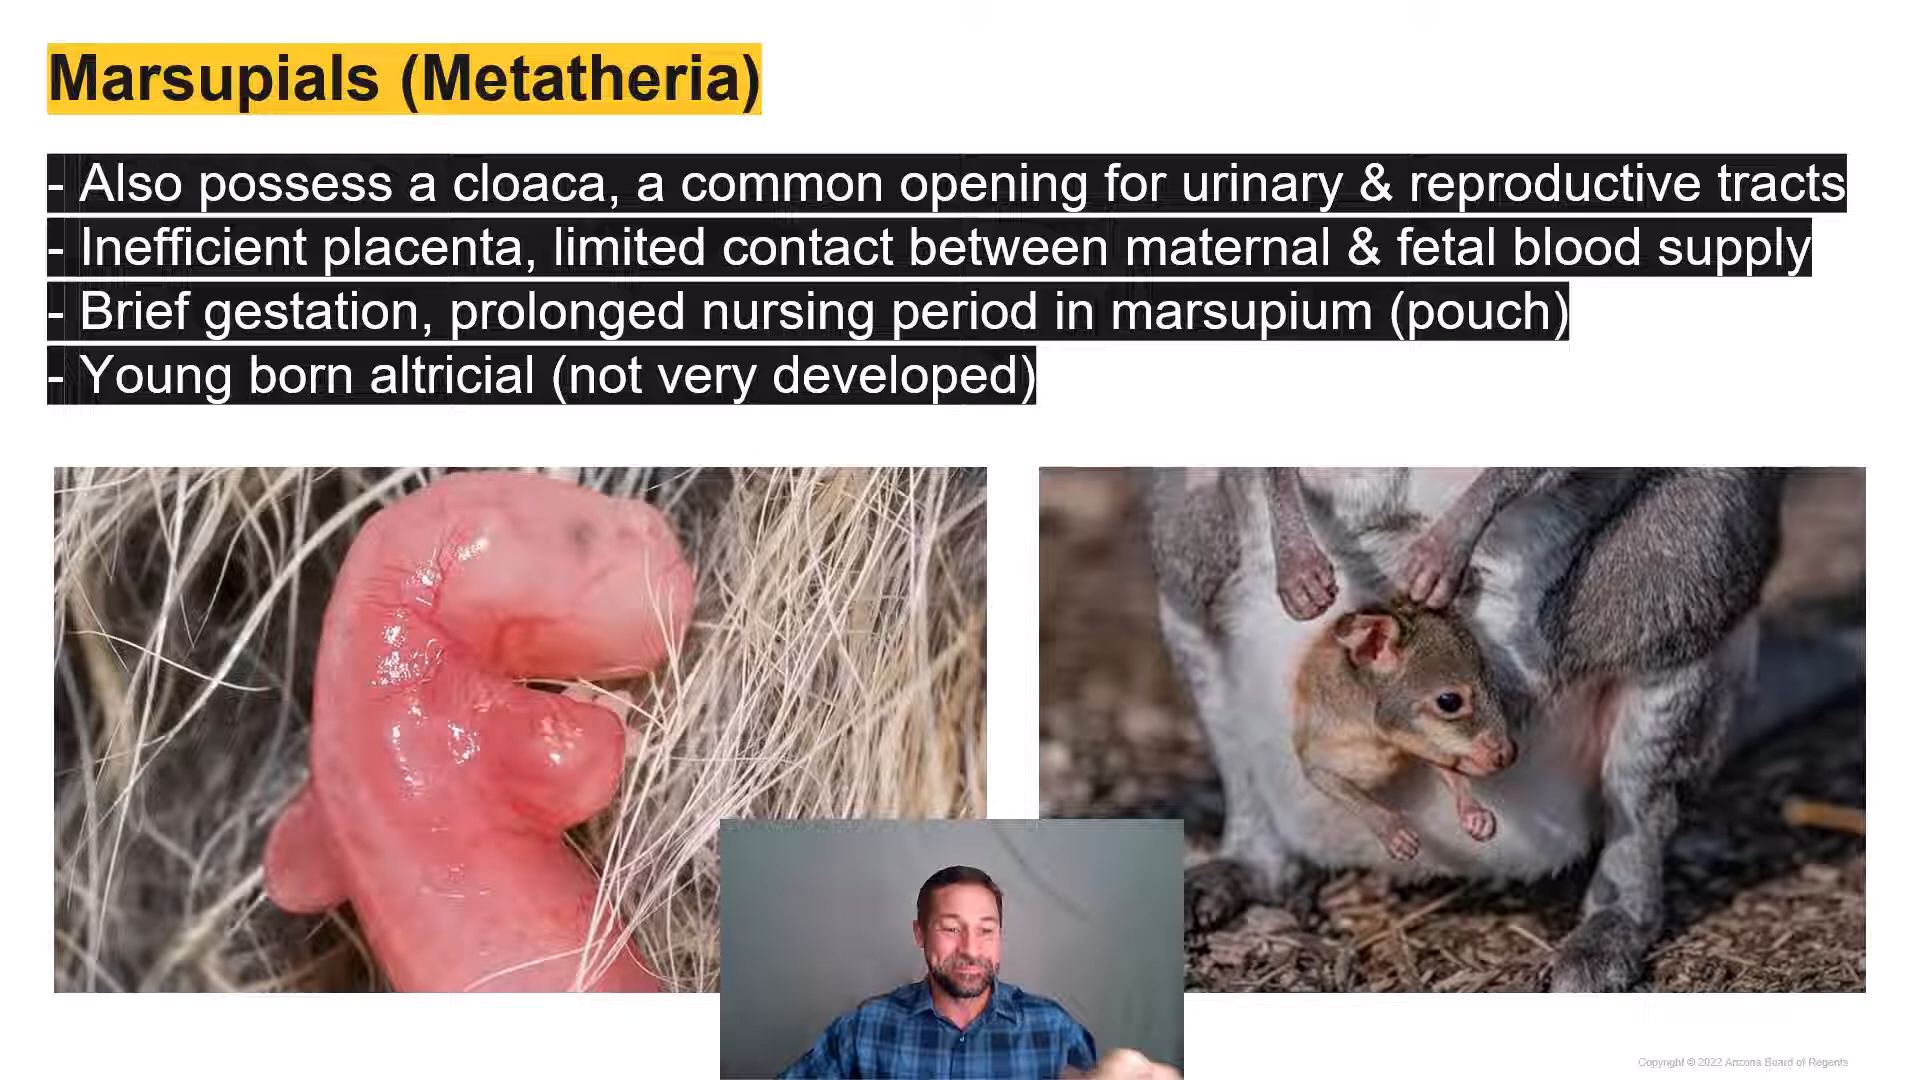 Marsupials (Metatheria)
- Also possess a cloaca, a common opening for urinary & reproductive tracts
- Inefficient placenta, limited contact between maternal & fetal blood supply
- Brief gestation, prolonged nursing period in marsupium (pouch)
- Young born altricial (not very developed)
Copyright © 2022 Arizona Board of Regents